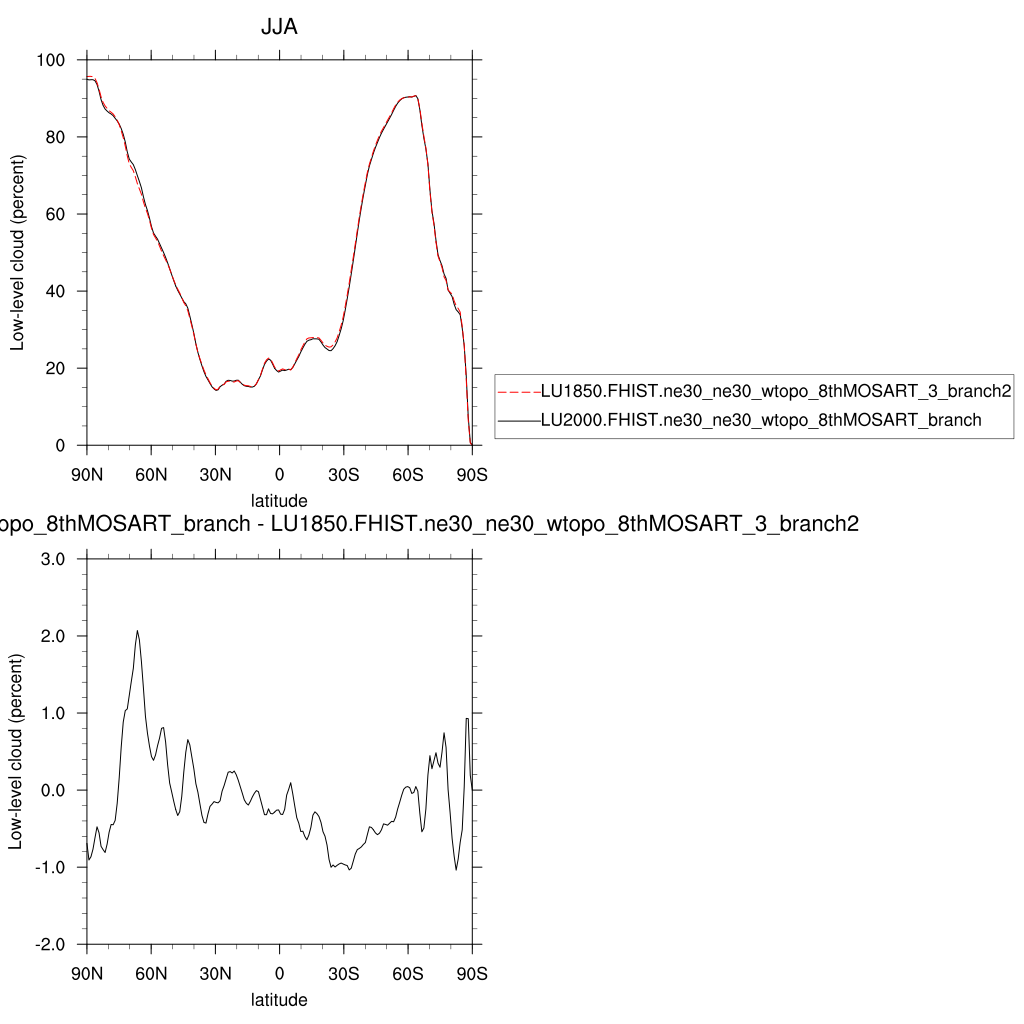 JJA
100
80
60
40
20
0
Low-level cloud (percent)
90N 60N 30N 0 30S 60S 90S
latitude
LU1850.FHIST.ne30_ne30_wtopo_8thMOSART_3_branch2
LU2000.FHIST.ne30_ne30_wtopo_8thMOSART_branch
opo_8thMOSART_branch - LU1850.FHIST.ne30_ne30_wtopo_8thMOSART_3_branch2
3.0
2.0
1.0
0.0
-1.0
-2.0
Low-level cloud (percent)
90N 60N 30N 0 30S 60S 90S
latitude